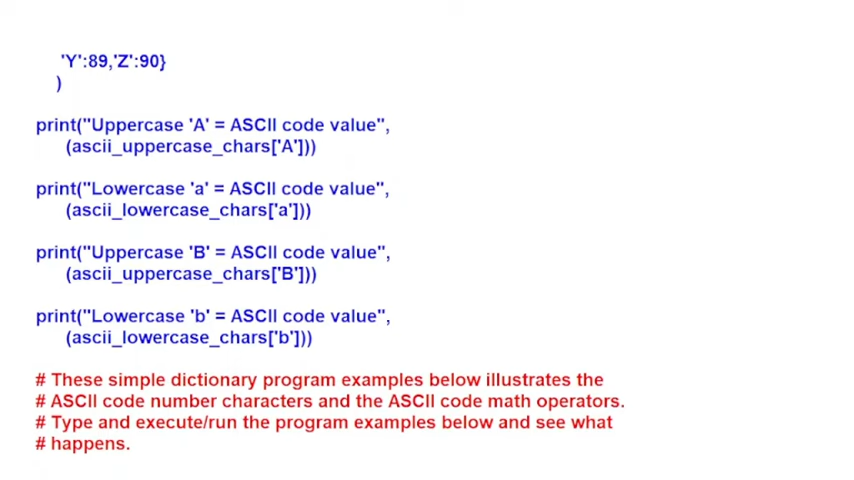 'Y':89,'Z':90}
)
print("Uppercase 'A' = ASCII code value",
(ascii_uppercase_chars['A']))
print("Lowercase 'a' = ASCII code value",
(ascii_lowercase_chars['a']))
print("Uppercase 'B' = ASCII code value",
(ascii_uppercase_chars['B']))
print("Lowercase 'b' = ASCII code value",
(ascii_lowercase_chars['b']))
# These simple dictionary program examples below illustrates the
# ASCII code number characters and the ASCII code math operators.
# Type and execute/run the program examples below and see what
# happens.